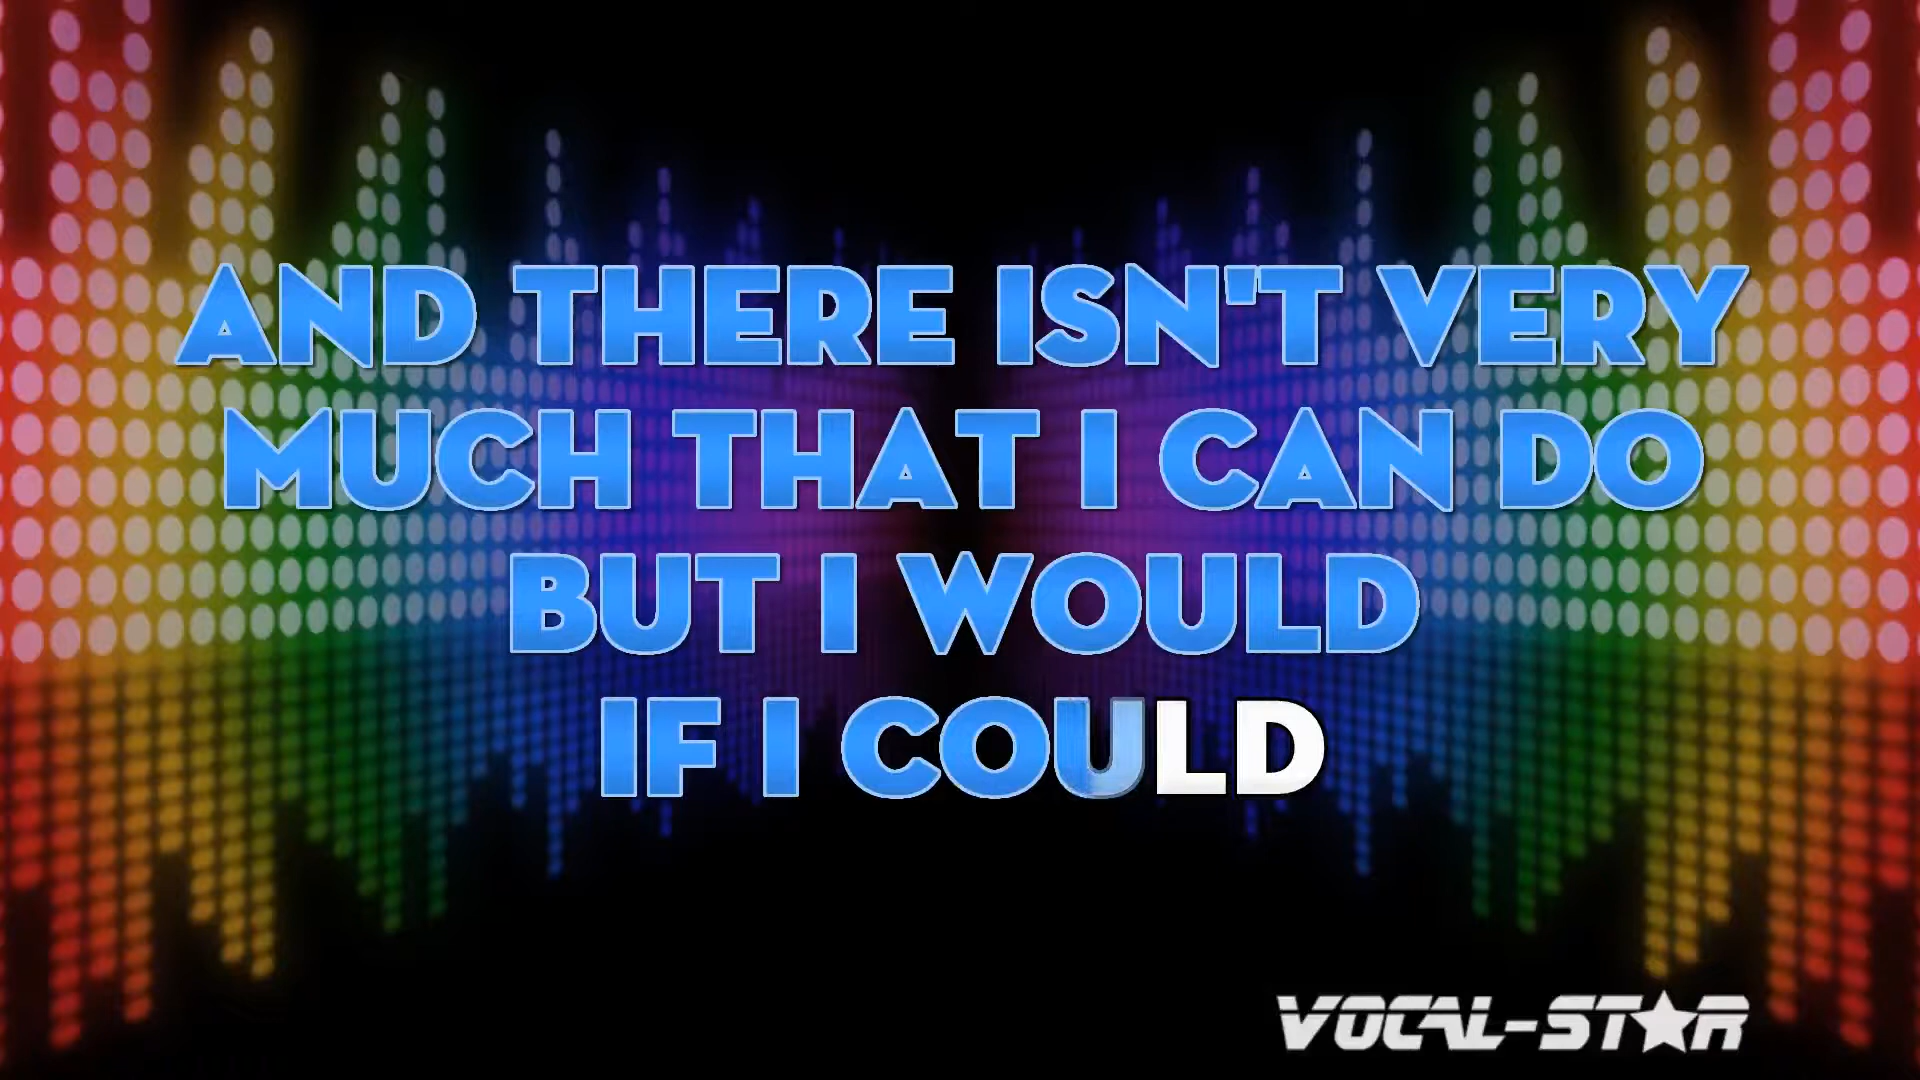 AND THERE ISN'T VERY
MUCH THAT I CAN DO
BUT I WOULD
IF I COULD
VOCAL-STAR